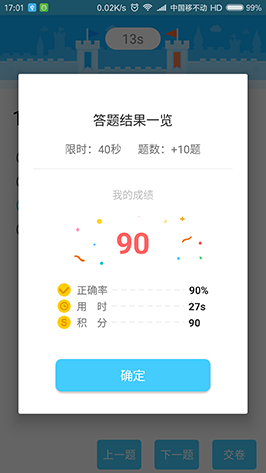 17:01 0.02K/s 中国移不动 HD 99%
13s
答题结果一览
限时：40秒 题数：+10题
我的成绩
90
正确率 90%
用 时 27s
S 积 分 90
确定
上一题 下一题 交卷